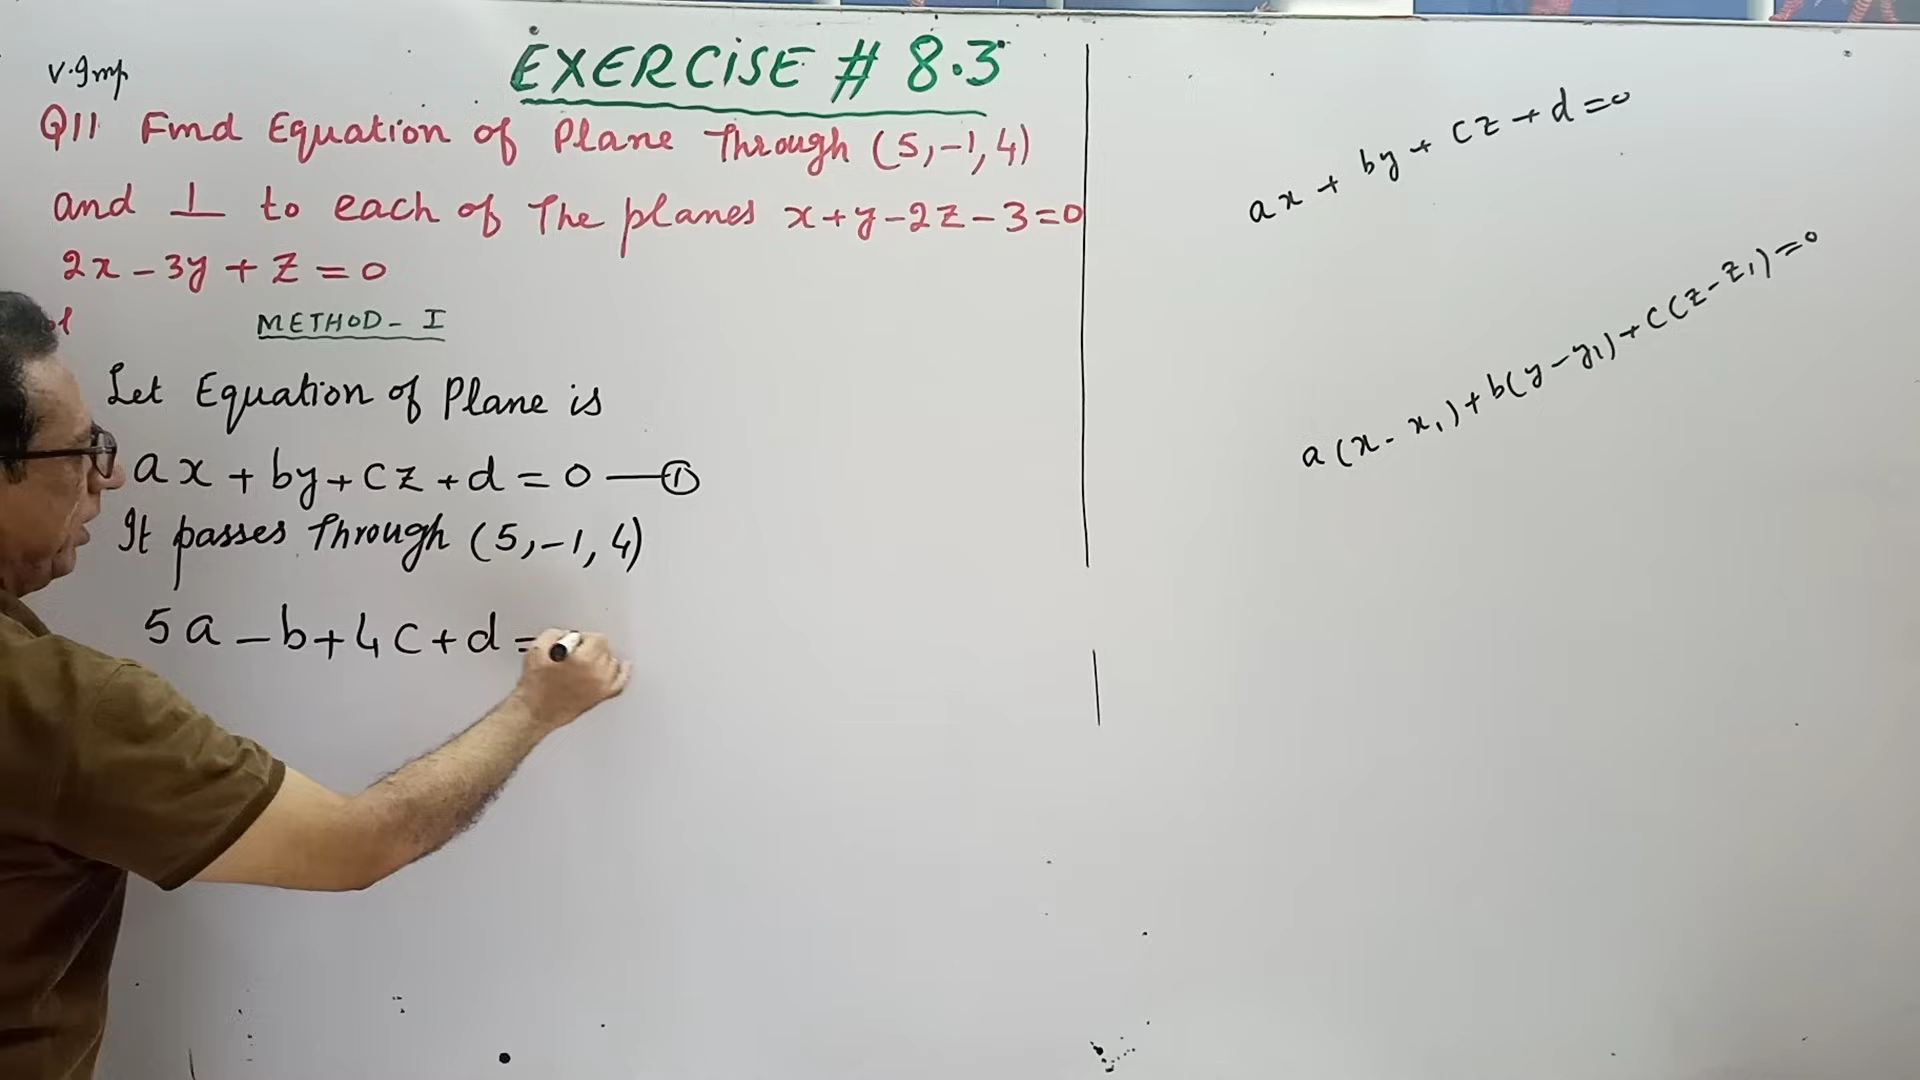 EXERCISE # 8.3
V.Imp
Q11 Find Equation of Plane Through (5,-1,4)
and ⊥ to each of The planes x+y-2z-3=0
2x-3y+z=0
METHOD-I
Let Equation of Plane is
ax+by+cz+d=0 —①
It passes Through (5,-1,4)
5a-b+4c+d=
ax+by+cz+d=0
a(x-x₁)+b(y-y₁)+c(z-z₁)=0